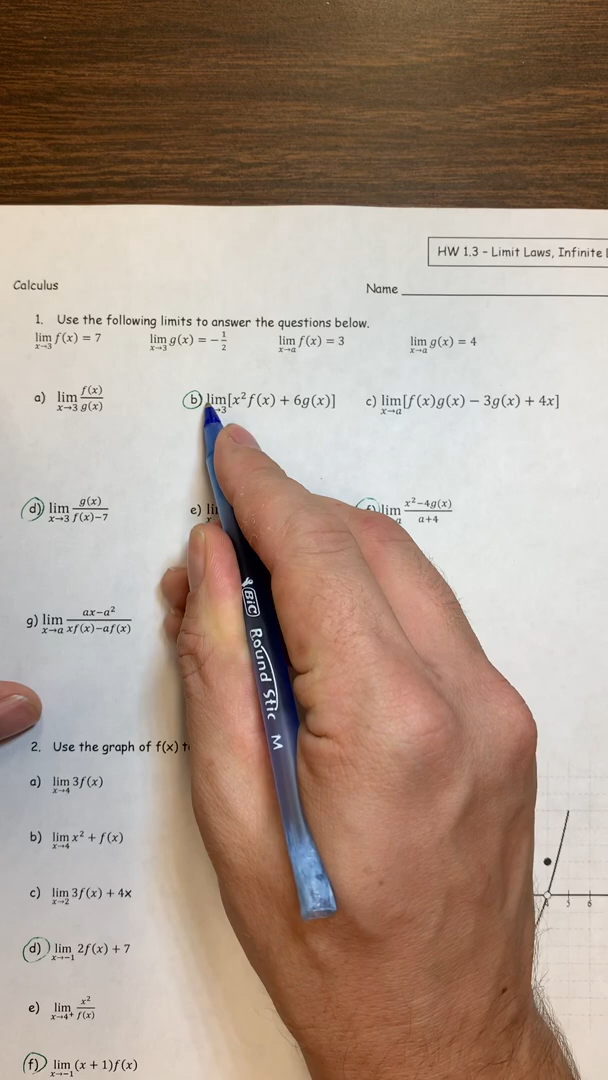 HW 1.3 – Limit Laws, Infinite
Calculus
Name
1. Use the following limits to answer the questions below.
lim x→3 f(x) = 7 lim x→3 g(x) = −1/2 lim x→a f(x) = 3 lim x→a g(x) = 4
a) lim x→3 f(x)/g(x) b) lim →3 [x² f(x) + 6g(x)] c) lim x→a [f(x)g(x) − 3g(x) + 4x]
d) lim x→3 g(x)/f(x)−7 e) lim x²−4g(x)/a+4
g) lim x→a ax−a²/xf(x)−af(x)
2. Use the graph of f(x)
a) lim x→4 3f(x)
b) lim x→4 x² + f(x)
c) lim x→2 3f(x) + 4x
d) lim x→−1 2f(x) + 7
e) lim x→4⁺ x²/f(x)
f) lim x→−1 (x + 1)f(x)
5 6
BIC Round Stic M